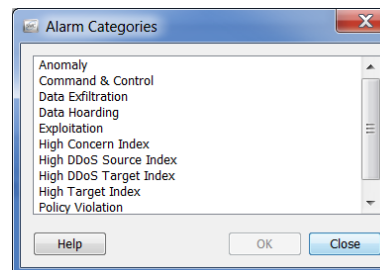 Alarm Categories
Anomaly
Command & Control
Data Exfiltration
Data Hoarding
Exploitation
High Concern Index
High DDoS Source Index
High DDoS Target Index
High Target Index
Policy Violation
Help OK Close